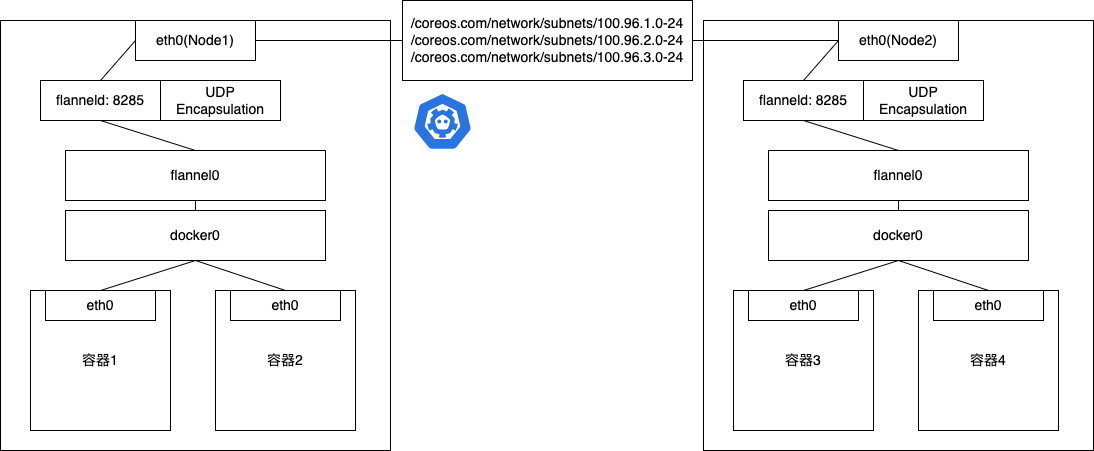 /coreos.com/network/subnets/100.96.1.0-24
/coreos.com/network/subnets/100.96.2.0-24
/coreos.com/network/subnets/100.96.3.0-24
eth0(Node1)
flanneld: 8285
UDP
Encapsulation
flannel0
docker0
eth0
容器1
eth0
容器2
eth0(Node2)
flanneld: 8285
UDP
Encapsulation
flannel0
docker0
eth0
容器3
eth0
容器4